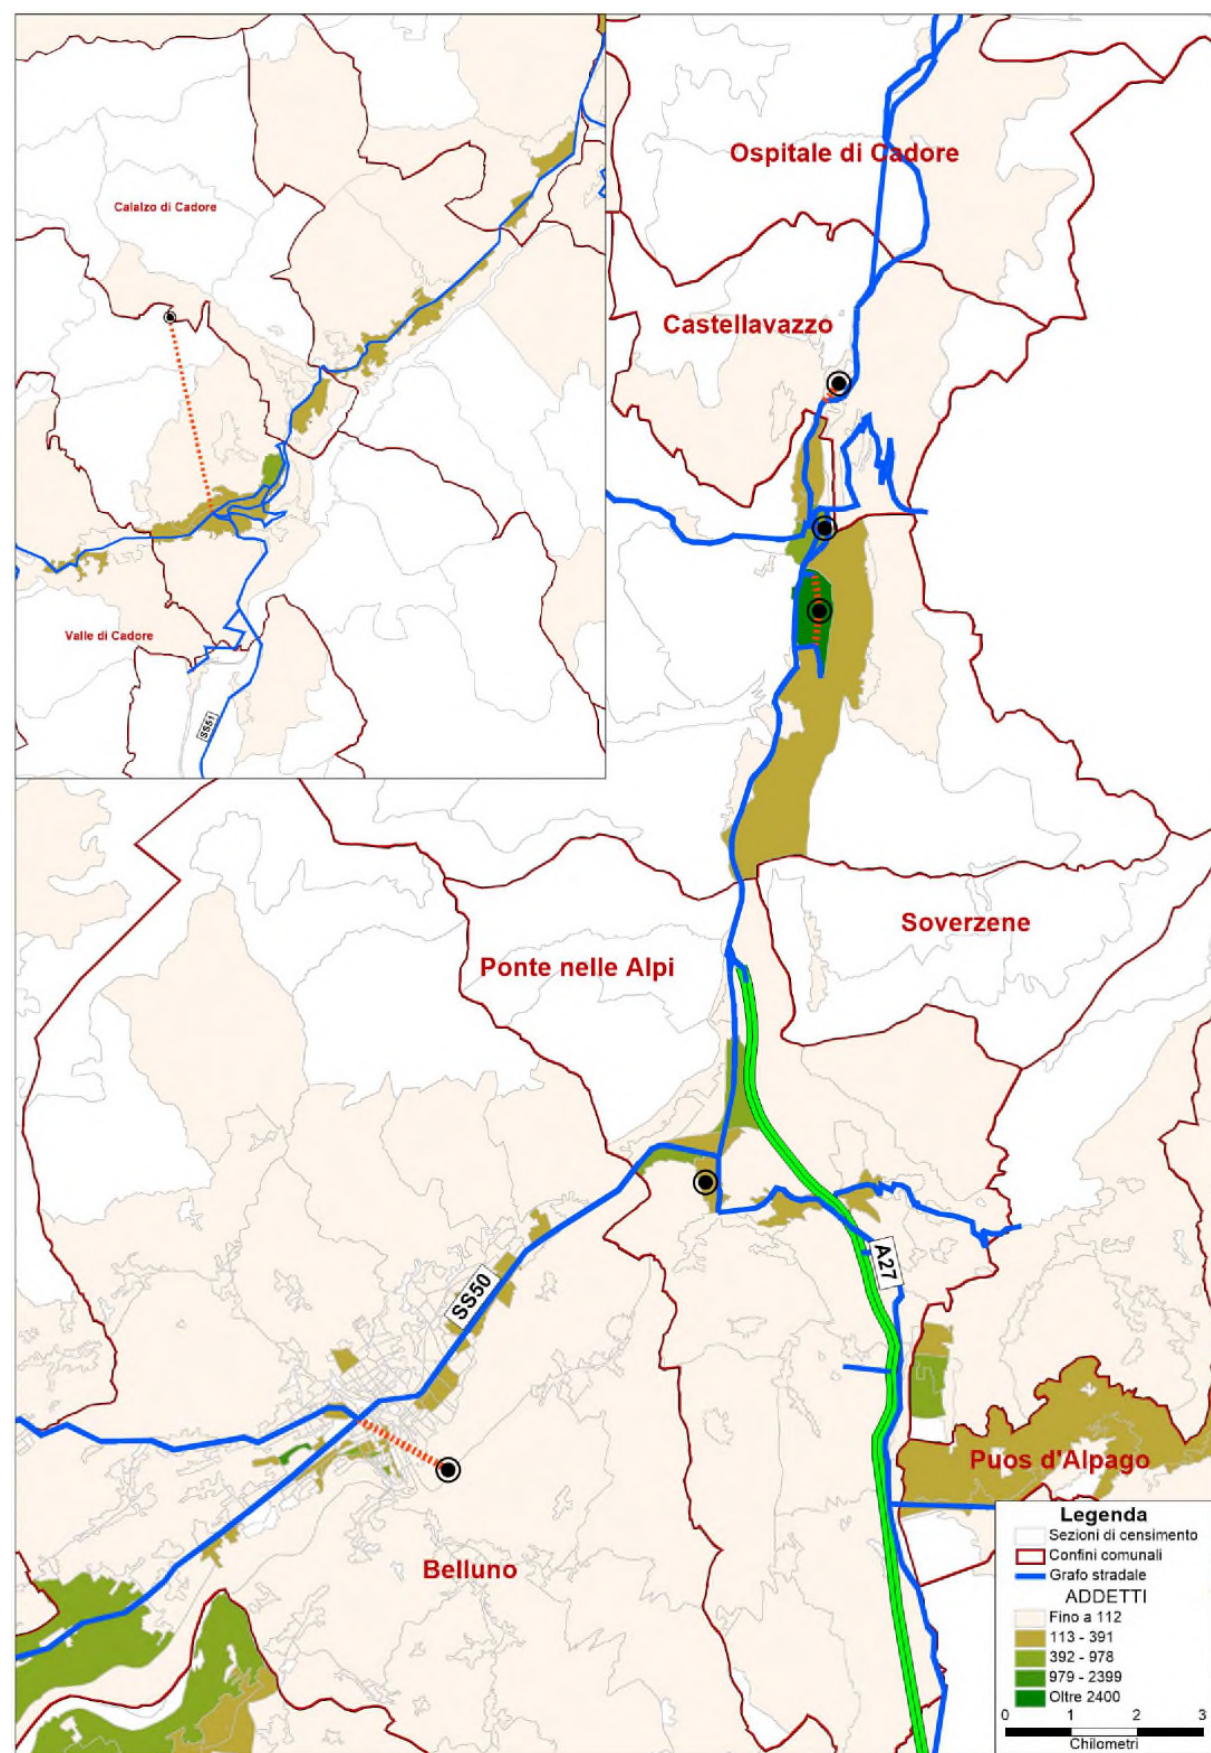 Ospitale di Cadore
Calalzo di Cadore
Castellavazzo
Valle di Cadore
SS51
Soverzene
Ponte nelle Alpi
A27
SS50
Puos d'Alpago
Belluno
Legenda
Sezioni di censimento
Confini comunali
Grafo stradale
ADDETTI
Fino a 112
113 - 391
392 - 978
979 - 2399
Oltre 2400
0 1 2 3
Chilometri